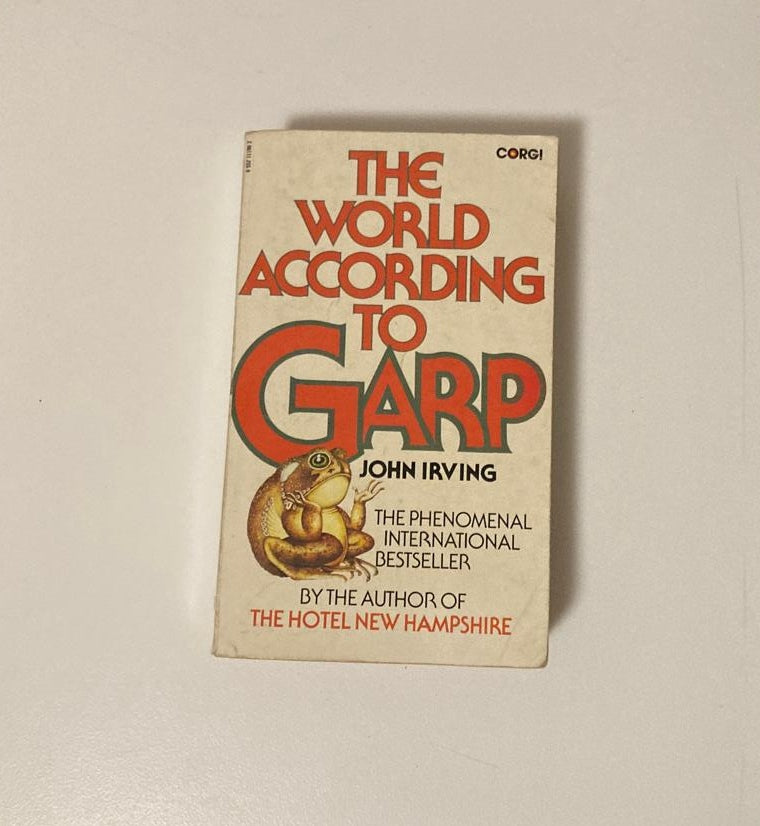 CORGI
THE
WORLD
ACCORDING
TO
GARP
JOHN IRVING
THE PHENOMENAL
INTERNATIONAL
BESTSELLER
BY THE AUTHOR OF
THE HOTEL NEW HAMPSHIRE